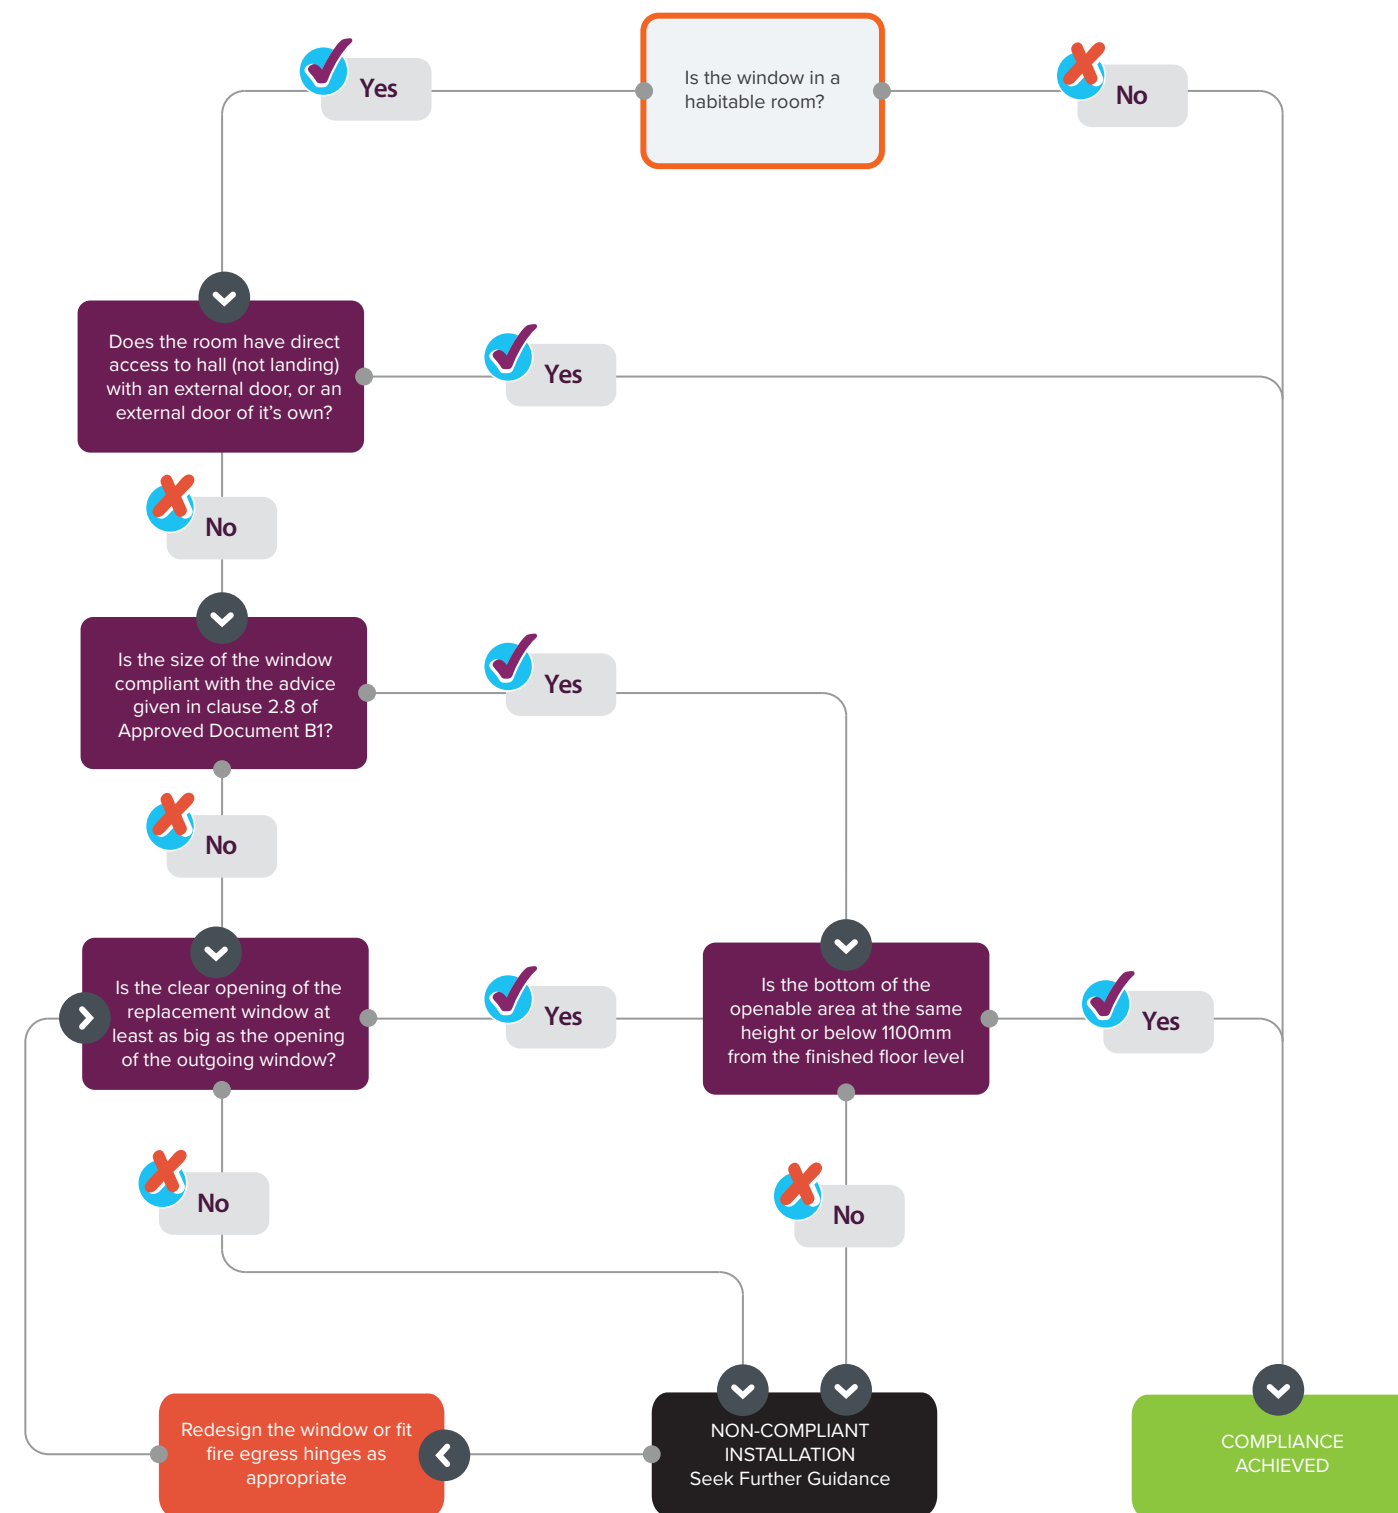 Yes
Is the window in a
habitable room?
No
Does the room have direct
access to hall (not landing)
with an external door, or an
external door of it's own?
Yes
No
Is the size of the window
compliant with the advice
given in clause 2.8 of
Approved Document B1?
Yes
No
Is the clear opening of the
replacement window at
least as big as the opening
of the outgoing window?
Yes
Is the bottom of the
openable area at the same
height or below 1100mm
from the finished floor level
Yes
No
No
Redesign the window or fit
fire egress hinges as
appropriate
NON-COMPLIANT
INSTALLATION
Seek Further Guidance
COMPLIANCE
ACHIEVED